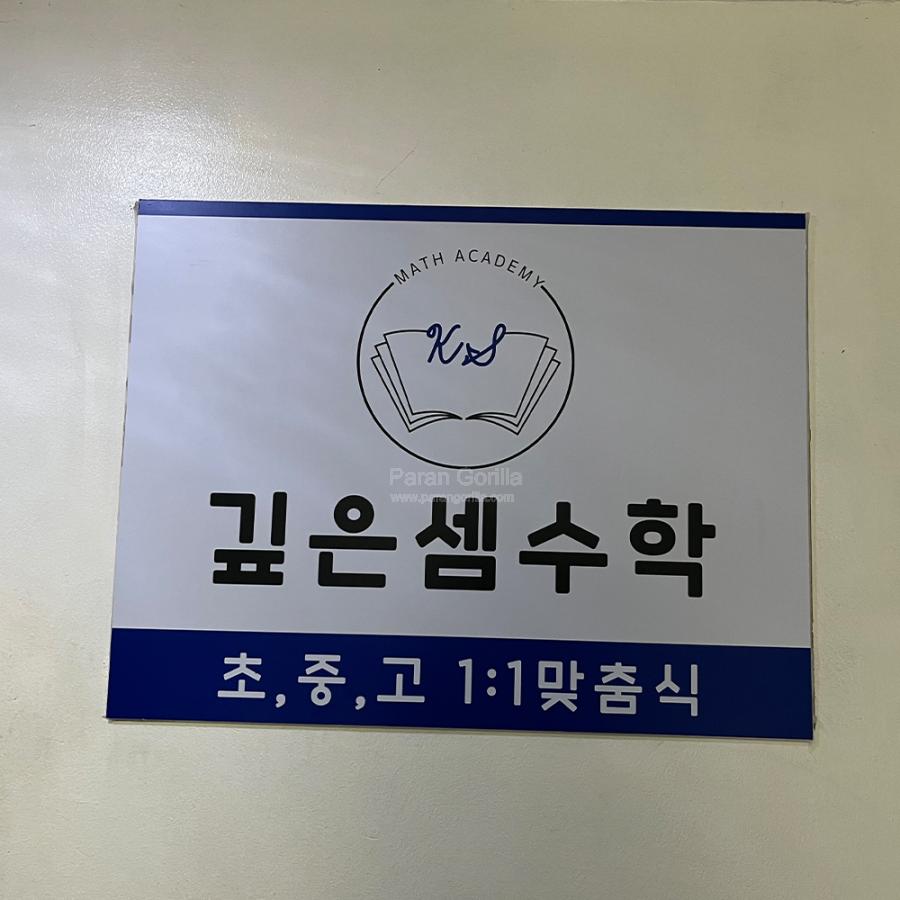 MATH ACADEMY
KS
Paran Gorilla
www.parangorilla.com
깊은셈수학
초,중,고 1:1맞춤식